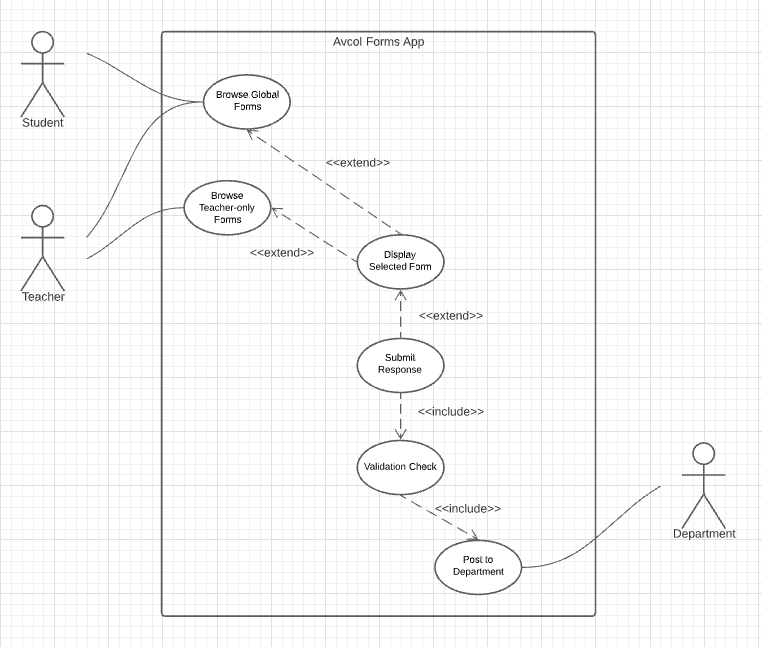 Avcol Forms App
Student
Browse Global
Forms
<<extend>>
Browse
Teacher-only
Forms
Teacher
<<extend>>
Display
Selected Form
<<extend>>
Submit
Response
<<include>>
Validation Check
<<include>>
Department
Post to
Department